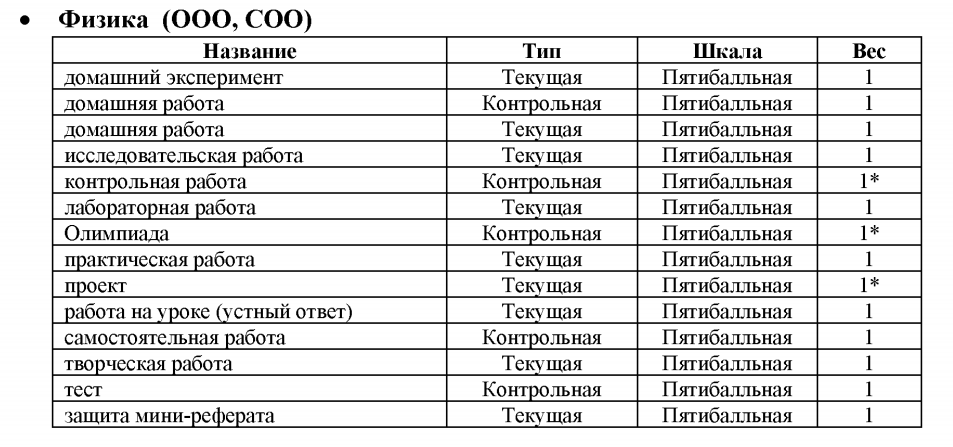 • Физика (ООО, СОО)
Название Тип Шкала Вес
домашний эксперимент Текущая Пятибалльная 1
домашняя работа Контрольная Пятибалльная 1
домашняя работа Текущая Пятибалльная 1
исследовательская работа Текущая Пятибалльная 1
контрольная работа Контрольная Пятибалльная 1*
лабораторная работа Текущая Пятибалльная 1
Олимпиада Контрольная Пятибалльная 1*
практическая работа Текущая Пятибалльная 1
проект Текущая Пятибалльная 1*
работа на уроке (устный ответ) Текущая Пятибалльная 1
самостоятельная работа Контрольная Пятибалльная 1
творческая работа Текущая Пятибалльная 1
тест Контрольная Пятибалльная 1
защита мини-реферата Текущая Пятибалльная 1